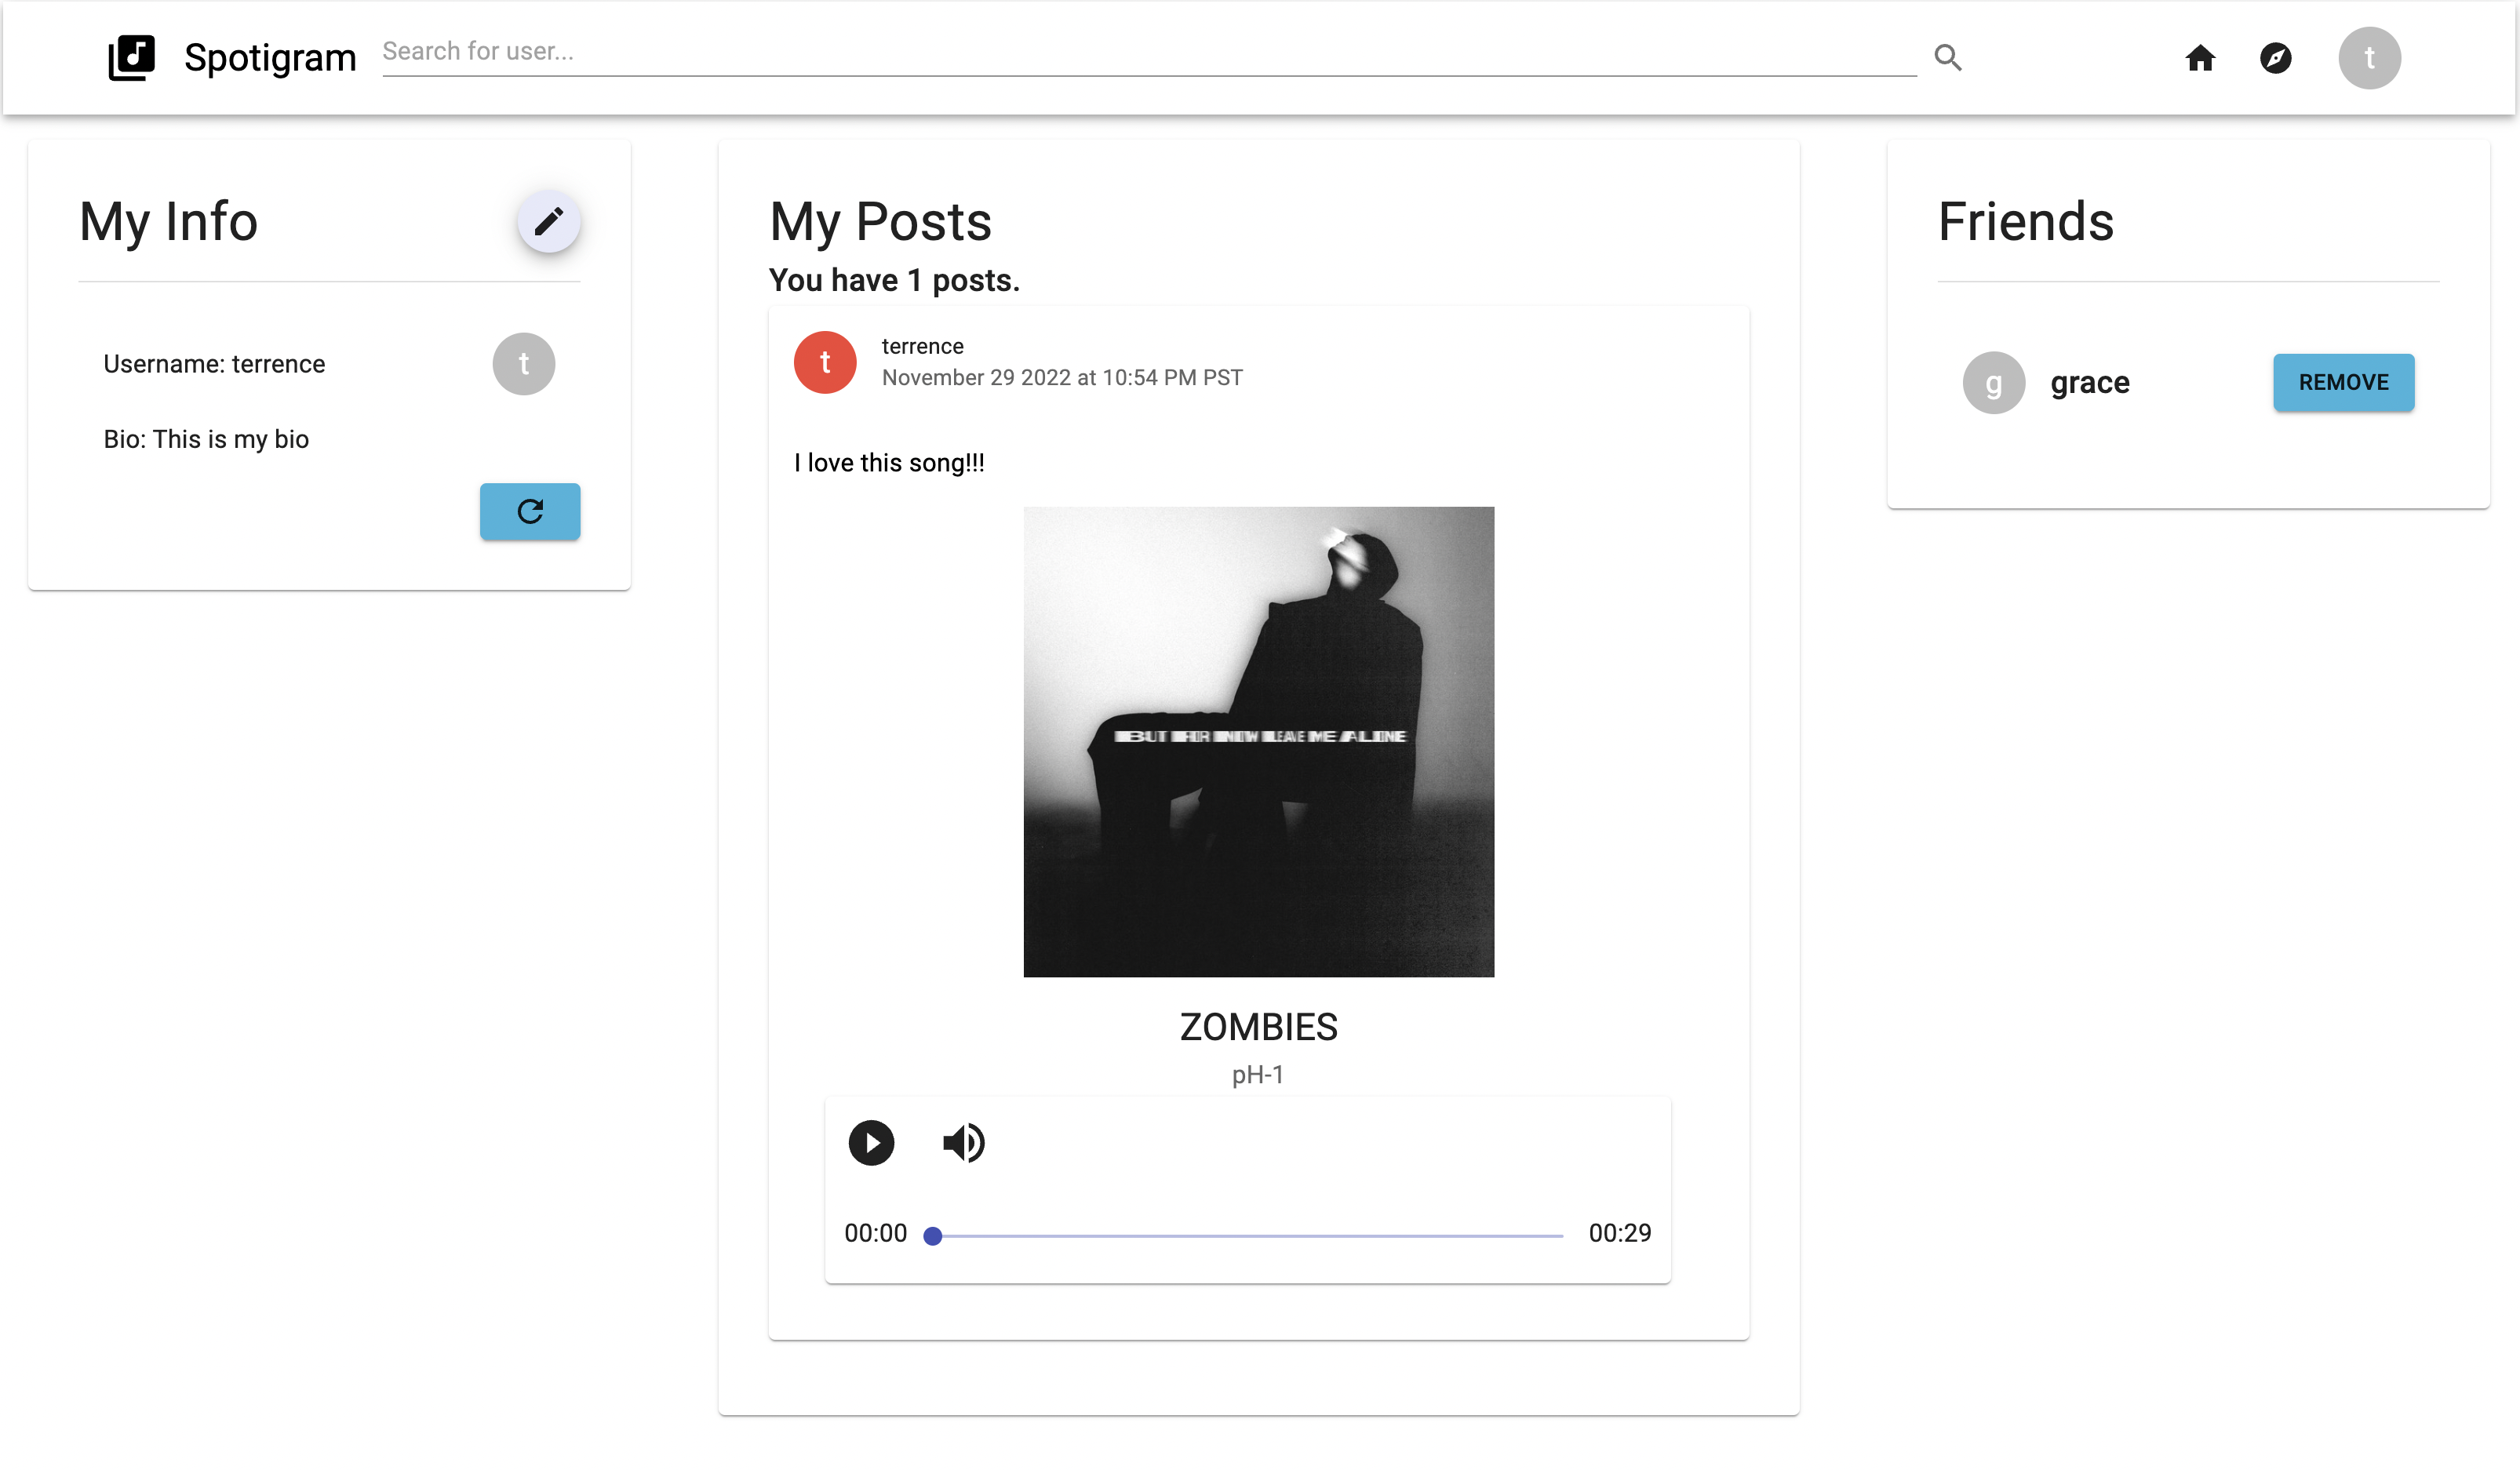 Spotigram
Search for user...
t
My Info
Username: terrence
t
Bio: This is my bio
My Posts
You have 1 posts.
t
terrence
November 29 2022 at 10:54 PM PST
I love this song!!!
BUT FOR NOW LEAVE ME ALONE
ZOMBIES
pH-1
00:00
00:29
Friends
g
grace
REMOVE